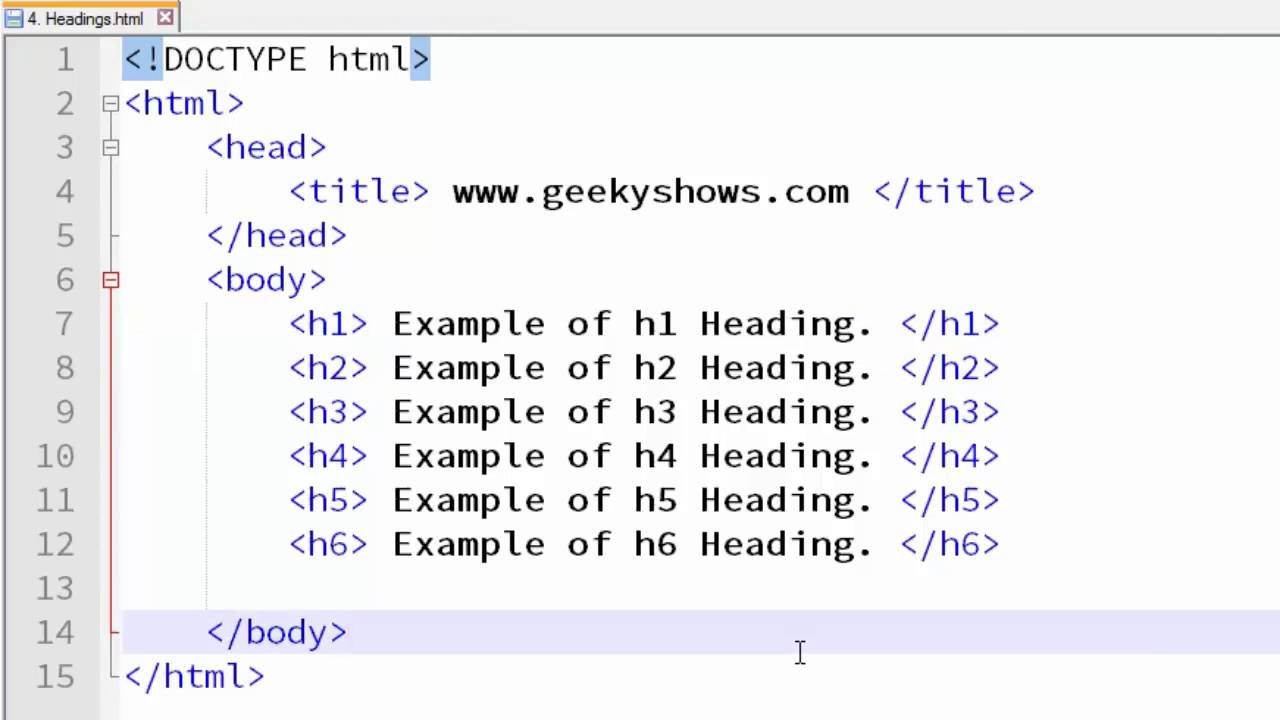 4. Headings.html
1 <!DOCTYPE html>
2 <html>
3 <head>
4 <title> www.geekyshows.com </title>
5 </head>
6 <body>
7 <h1> Example of h1 Heading. </h1>
8 <h2> Example of h2 Heading. </h2>
9 <h3> Example of h3 Heading. </h3>
10 <h4> Example of h4 Heading. </h4>
11 <h5> Example of h5 Heading. </h5>
12 <h6> Example of h6 Heading. </h6>
13
14 </body>
15 </html>